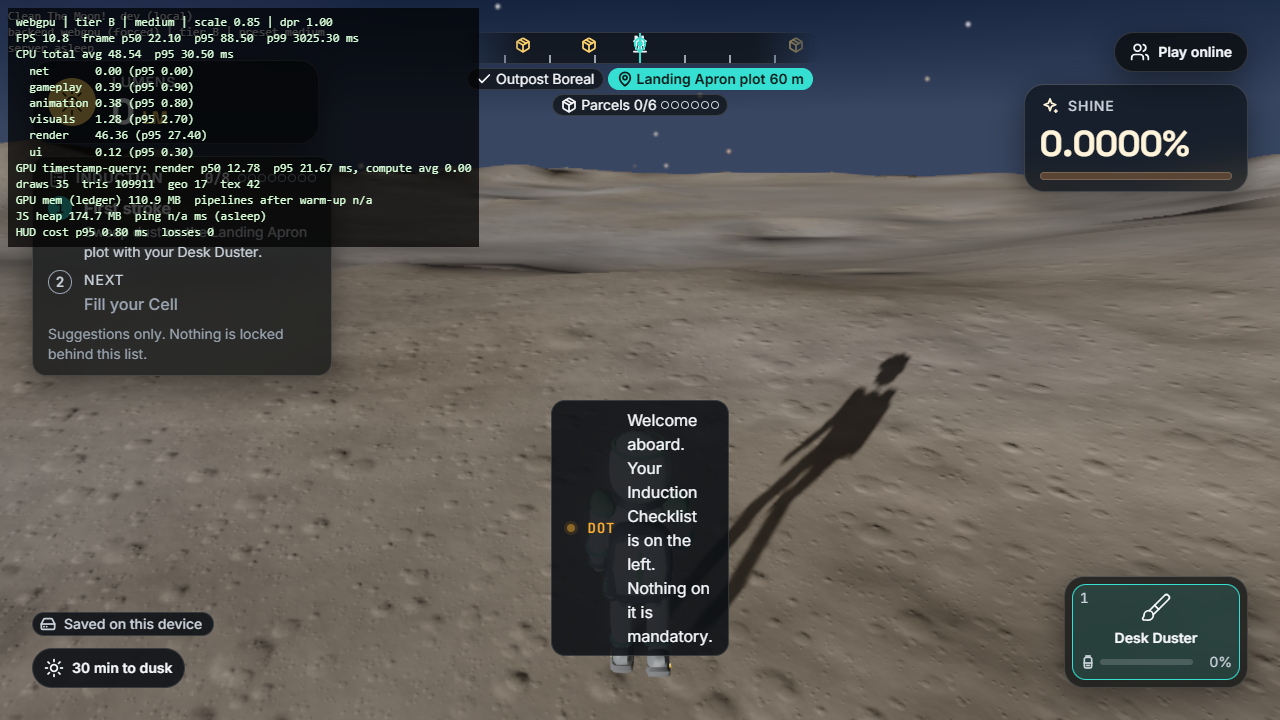 webgpu | tier B | medium | scale 0.85 | dpr 1.00
FPS 10.8  frame p50 22.10  p95 88.50  p99 3025.30 ms
CPU total avg 48.54  p95 30.50 ms
net 0.00 (p95 0.00)
gameplay 0.39 (p95 0.90)
animation 0.38 (p95 0.80)
visuals 1.28 (p95 2.70)
render 46.36 (p95 27.40)
ui 0.12 (p95 0.30)
GPU timestamp-query: render p50 12.78  p95 21.67 ms, compute avg 0.00
draws 35  tris 109911  geo 17  tex 42
GPU mem (ledger) 110.9 MB  pipelines after warm-up n/a
JS heap 174.7 MB  ping n/a ms (asleep)
HUD cost p95 0.80 ms  losses 0
Landing Apron
plot with your Desk Duster.
2 NEXT
Fill your Cell
Suggestions only. Nothing is locked
behind this list.
Outpost Boreal
Landing Apron plot 60 m
Parcels 0/6
Play online
SHINE
0.0000%
DOT
Welcome
aboard.
Your
Induction
Checklist
is on the
left.
Nothing on
it is
mandatory.
Saved on this device
30 min to dusk
1
Desk Duster
0%